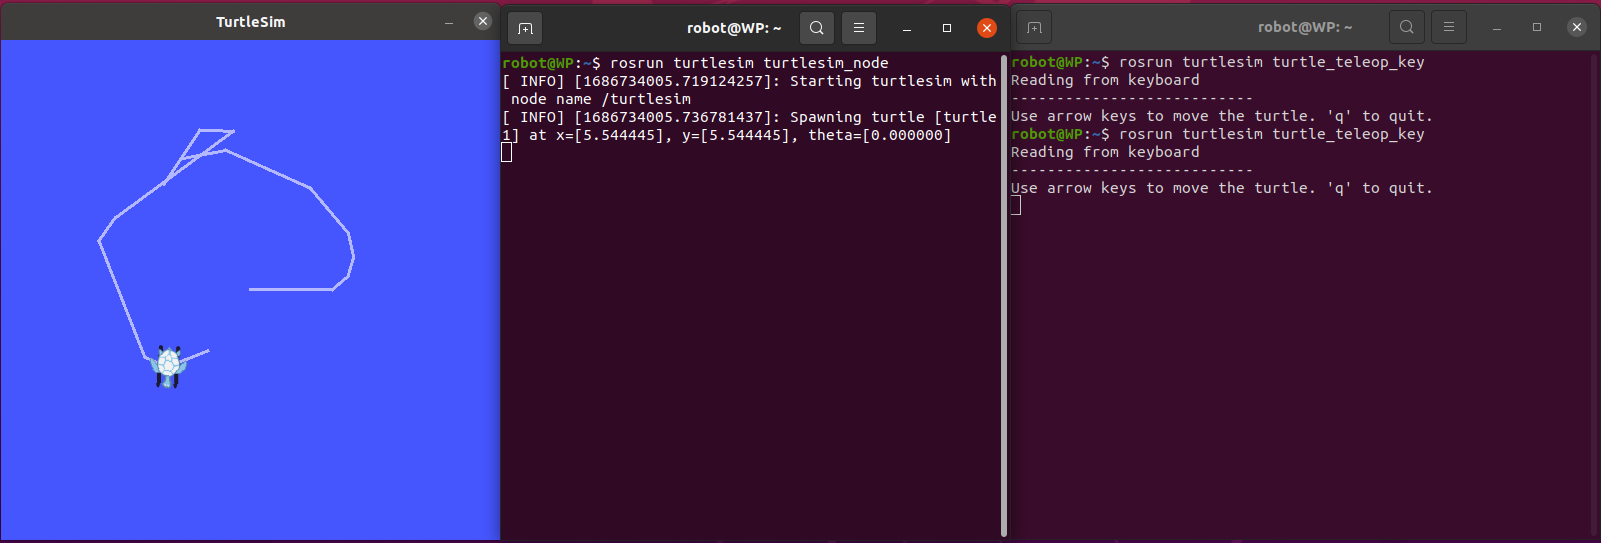 TurtleSim
robot@WP: ~
robot@WP:~$ rosrun turtlesim turtlesim_node
[ INFO] [1686734005.719124257]: Starting turtlesim with
 node name /turtlesim
[ INFO] [1686734005.736781437]: Spawning turtle [turtle
1] at x=[5.544445], y=[5.544445], theta=[0.000000]
robot@WP: ~
robot@WP:~$ rosrun turtlesim turtle_teleop_key
Reading from keyboard
---------------------------
Use arrow keys to move the turtle. 'q' to quit.
robot@WP:~$ rosrun turtlesim turtle_teleop_key
Reading from keyboard
---------------------------
Use arrow keys to move the turtle. 'q' to quit.